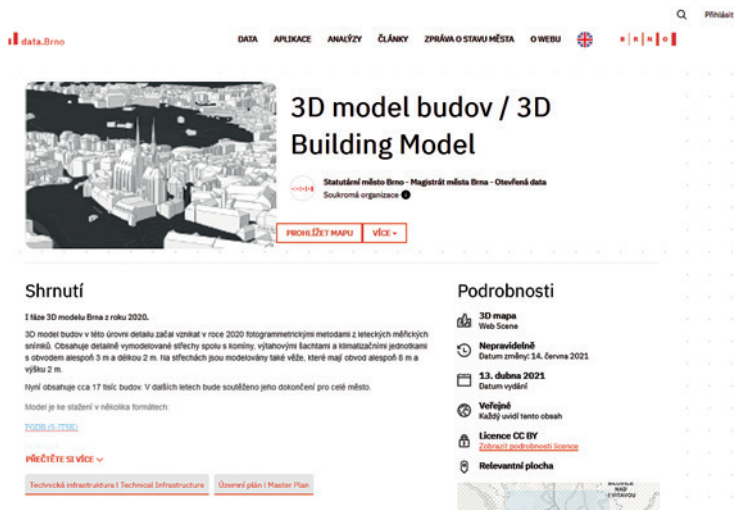 Přihlásit
data.Brno
DATA APLIKACE ANALÝZY ČLÁNKY ZPRÁVA O STAVU MĚSTA O WEBU
B | R | N | O
3D model budov / 3D
Building Model
Statutární město Brno - Magistrát města Brna - Otevřená data
Soukromá organizace
PROHLÍŽET MAPU VÍCE
Shrnutí
I fáze 3D modelu Brna z roku 2020.
3D model budov v této úrovni detailu začal vznikat v roce 2020 fotogrammetrickými metodami z leteckých měřických
snímků. Obsahuje detailně vymodelované střechy spolu s komíny, výtahovými šachtami a klimatizačními jednotkami
s obvodem alespoň 3 m a délkou 2 m. Na střechách jsou modelovány také věže, které mají obvod alespoň 8 m a
výšku 2 m.
Nyní obsahuje cca 17 tisíc budov. V dalších letech bude soutěženo jeho dokončení pro celé město.
Model je ke stažení v několika formátech:
FGDB (S-JTSK)
PŘEČTĚTE SI VÍCE
Technická infrastruktura I Technical Infrastructure
Územní plán I Master Plan
Podrobnosti
3D mapa
Web Scene
Nepravidelně
Datum změny: 14. června 2021
13. dubna 2021
Datum vydání
Veřejné
Každý uvidí tento obsah
Licence CC BY
Zobrazit podrobnosti licence
Relevantní plocha
NAD
SVITAVOU